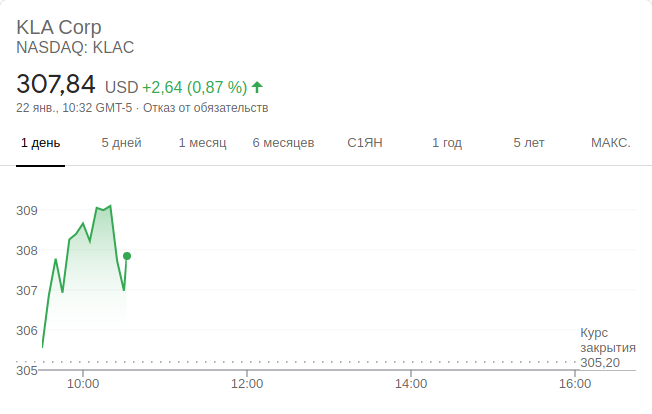 KLA Corp
NASDAQ: KLAC
307,84 USD +2,64 (0,87 %)
22 янв., 10:32 GMT-5 · Отказ от обязательств
1 день 5 дней 1 месяц 6 месяцев С1ЯН 1 год 5 лет МАКС.
309
308
307
306
305
Курс
закрытия
305,20
10:00 12:00 14:00 16:00